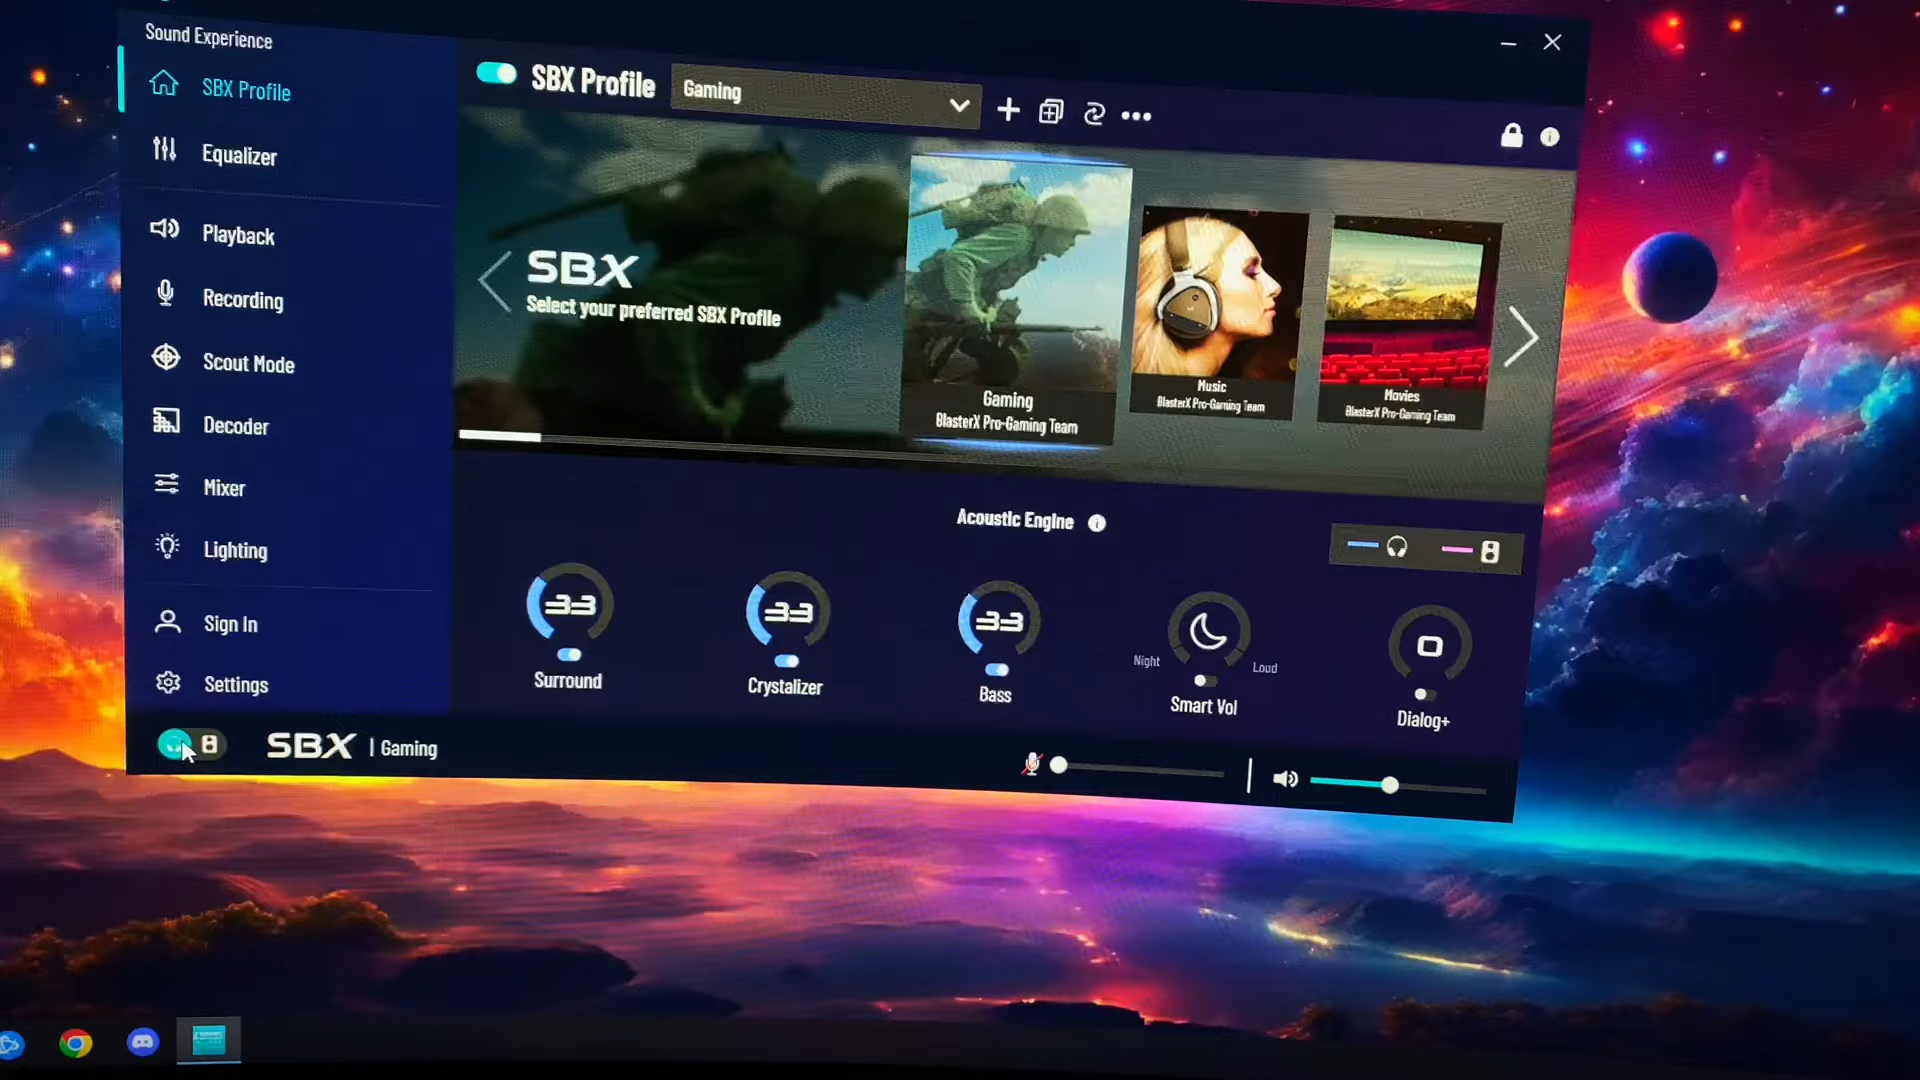 Sound Experience
SBX Profile
Equalizer
Playback
Recording
Scout Mode
Decoder
Mixer
Lighting
Sign In
Settings
SBX Profile
Gaming
SBX
Select your preferred SBX Profile
Gaming
BlasterX Pro-Gaming Team
Music
BlasterX Pro-Gaming Team
Movies
BlasterX Pro-Gaming Team
Acoustic Engine
33
Surround
33
Crystalizer
33
Bass
Night
Loud
Smart Vol
0
Dialog+
SBX | Gaming